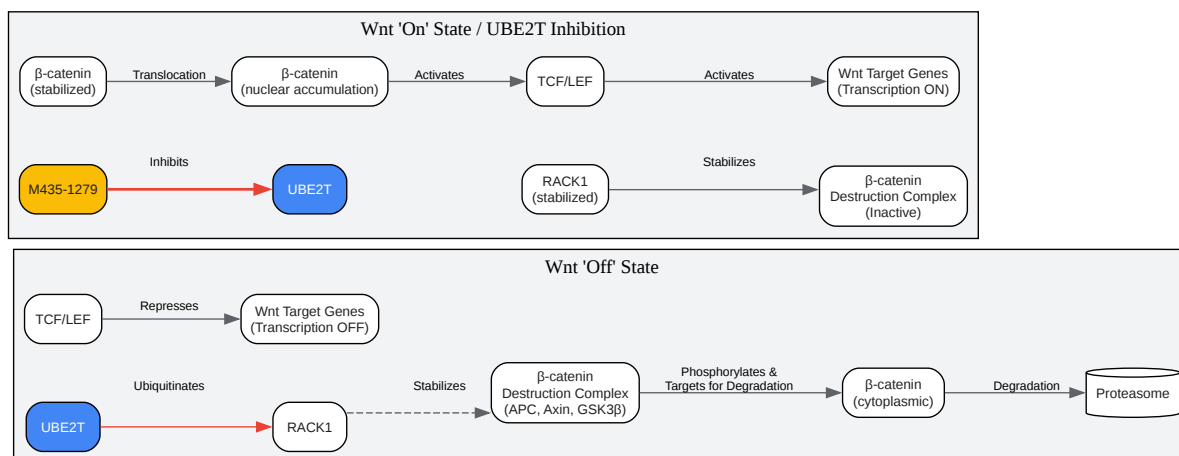 Wnt 'On' State / UBE2T Inhibition
β-catenin
(stabilized)
Translocation
β-catenin
(nuclear accumulation)
Activates
TCF/LEF
Activates
Wnt Target Genes
(Transcription ON)
M435-1279
Inhibits
UBE2T
RACK1
(stabilized)
Stabilizes
β-catenin
Destruction Complex
(Inactive)
Wnt 'Off' State
TCF/LEF
Represses
Wnt Target Genes
(Transcription OFF)
UBE2T
Ubiquitinates
RACK1
Stabilizes
β-catenin
Destruction Complex
(APC, Axin, GSK3β)
Phosphorylates &
Targets for Degradation
β-catenin
(cytoplasmic)
Degradation
Proteasome